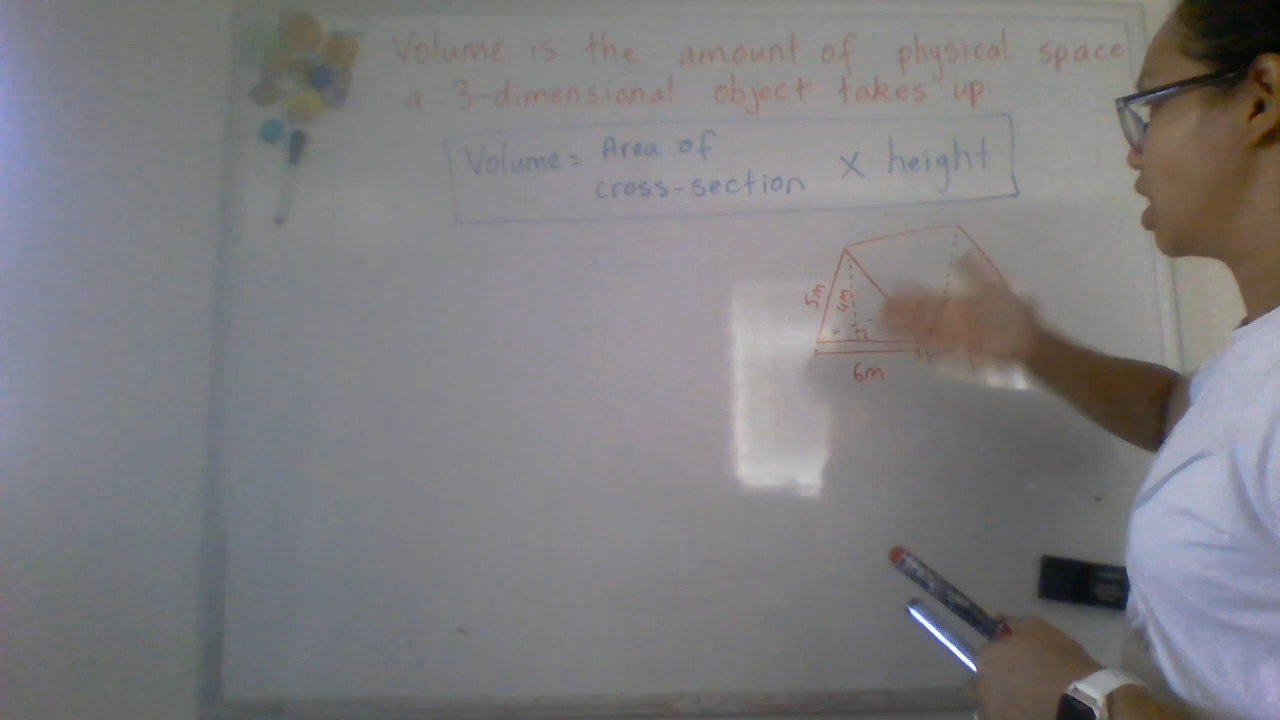 Volume is the amount of physical space
a 3-dimensional object takes up.
Volume = Area of cross-section x height
5m
4m
6m